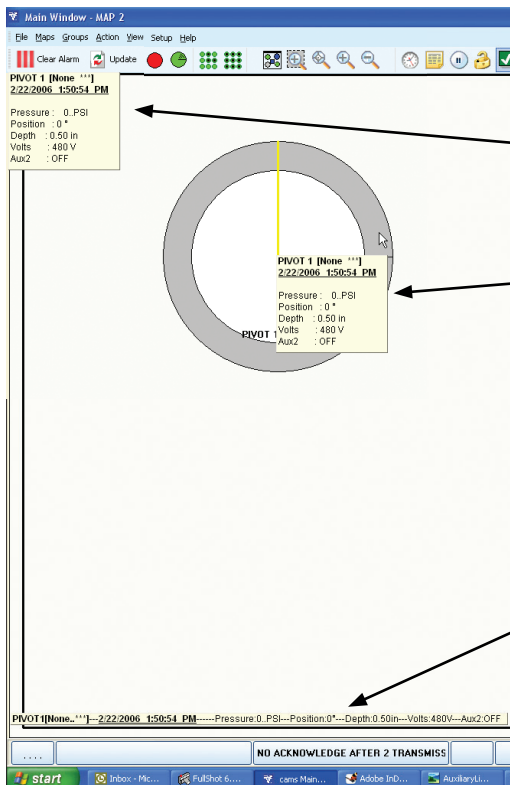 Main Window - MAP 2
File Maps Groups Action View Setup Help
Clear Alarm Update
PIVOT 1 [None ***]
2/22/2006 1:50:54 PM
Pressure : 0..PSI
Position : 0 °
Depth : 0.50 in
Volts : 480 V
Aux2 : OFF
PIVOT 1 [None ***]
2/22/2006 1:50:54 PM
Pressure : 0..PSI
Position : 0 °
Depth : 0.50 in
PIVOT 1
Volts : 480 V
Aux2 : OFF
PIVOT1[None..***]---2/22/2006 1:50:54 PM------Pressure:0..PSI---Position:0°---Depth:0.50in---Volts:480V---Aux2:OFF
....
NO ACKNOWLEDGE AFTER 2 TRANSMISS
start Inbox - Mic... FullShot 6.... cams Main... Adobe InD... AuxiliaryLi...